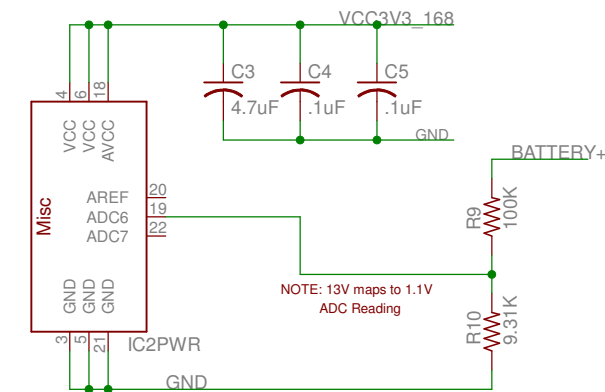 VCC3V3_168
C3
C4
C5
4.7uF
.1uF
.1uF
GND
4
6
18
VCC
VCC
AVCC
BATTERY+
Misc
AREF
20
ADC6
19
ADC7
22
R9
100K
NOTE: 13V maps to 1.1V
ADC Reading
GND
GND
GND
R10
9.31K
3
5
21
IC2PWR
GND